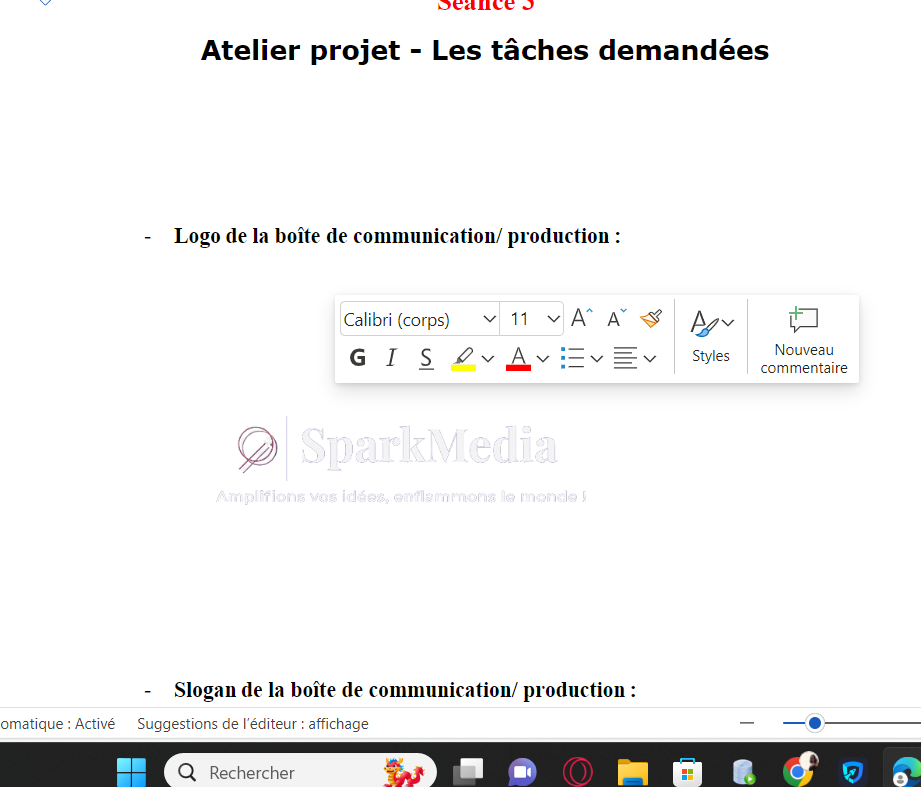 Séance 3
Atelier projet - Les tâches demandées
- Logo de la boîte de communication/ production :
Calibri (corps) 11 A A
G I S A
Styles
Nouveau commentaire
SparkMedia
Amplifions vos idées, enflammons le monde !
- Slogan de la boîte de communication/ production :
omatique : Activé Suggestions de l'éditeur : affichage
Rechercher